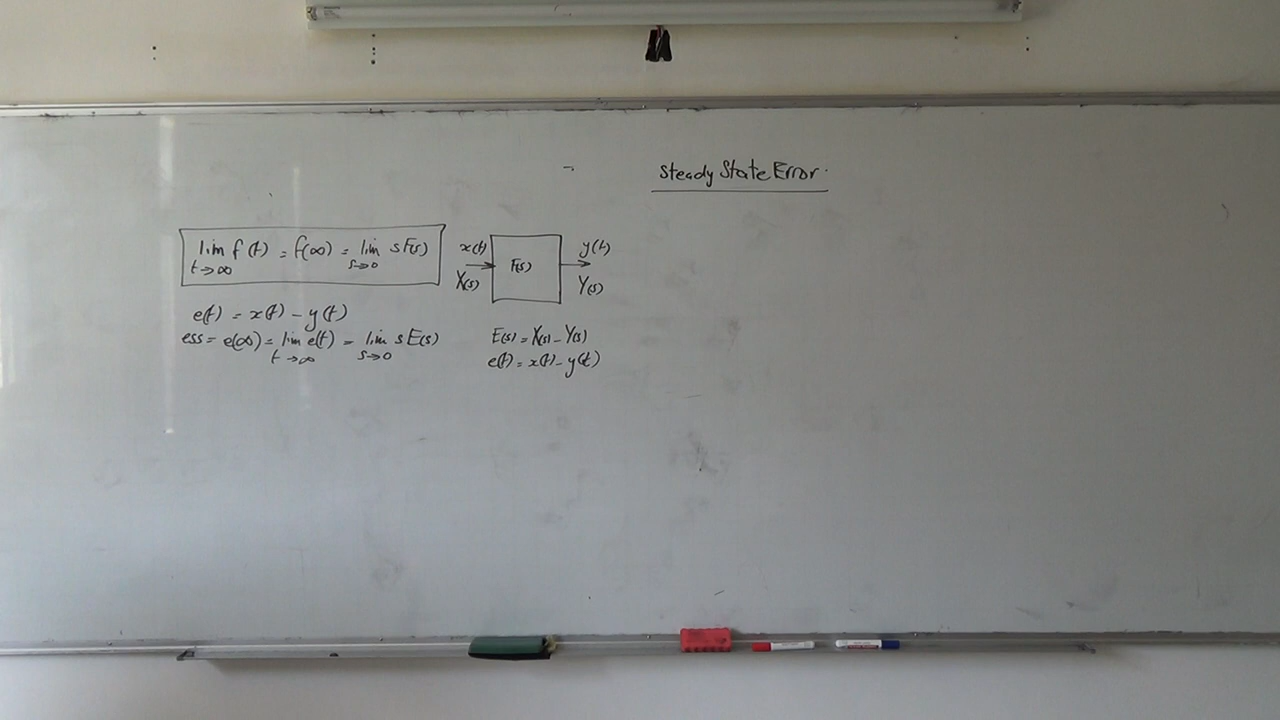 Steady State Error.
lim f(t) = f(∞) = lim sF(s)
t→∞ s→0
x(t)
X(s)
F(s)
y(t)
Y(s)
e(t) = x(t) - y(t)
ess = e(∞) = lim e(t) = lim sE(s)
t→∞ s→0
E(s) = X(s) - Y(s)
e(t) = x(t) - y(t)